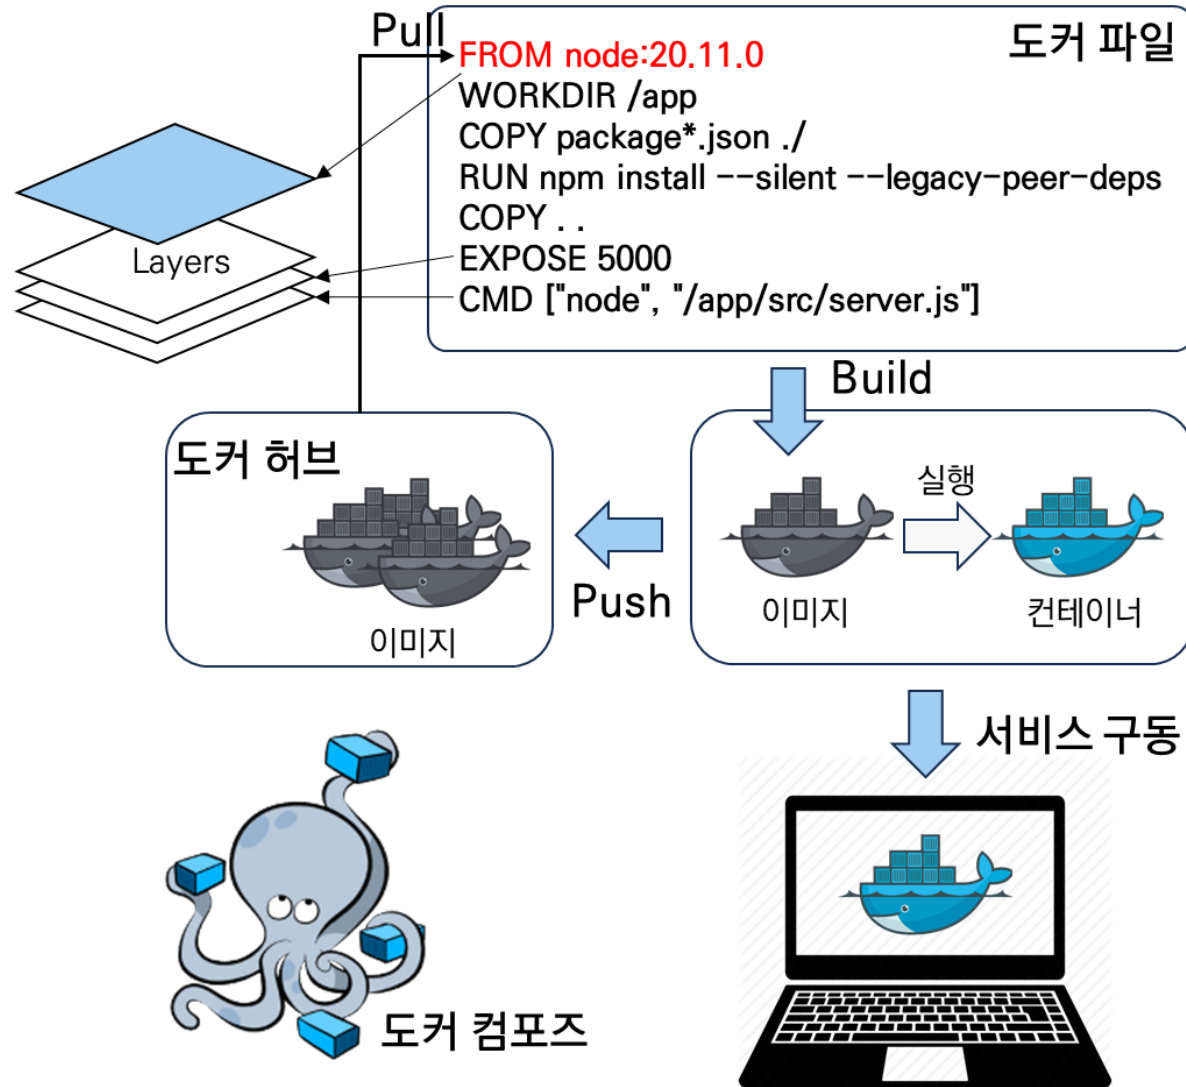 Pull
도커 파일
FROM node:20.11.0
WORKDIR /app
COPY package*.json ./
RUN npm install --silent --legacy-peer-deps
COPY . .
EXPOSE 5000
CMD ["node", "/app/src/server.js"]
Layers
Build
도커 허브
이미지
Push
실행
이미지
컨테이너
서비스 구동
도커 컴포즈